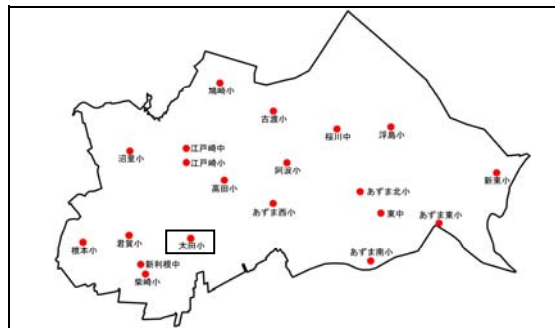 鳩崎小
古渡小
桜川中
浮島小
江戸崎中
沼里小
江戸崎小
阿波小
新東小
高田小
あずま北小
あずま西小
東中
あずま東小
君賀小
太田小
根本小
あずま南小
新利根中
柴崎小